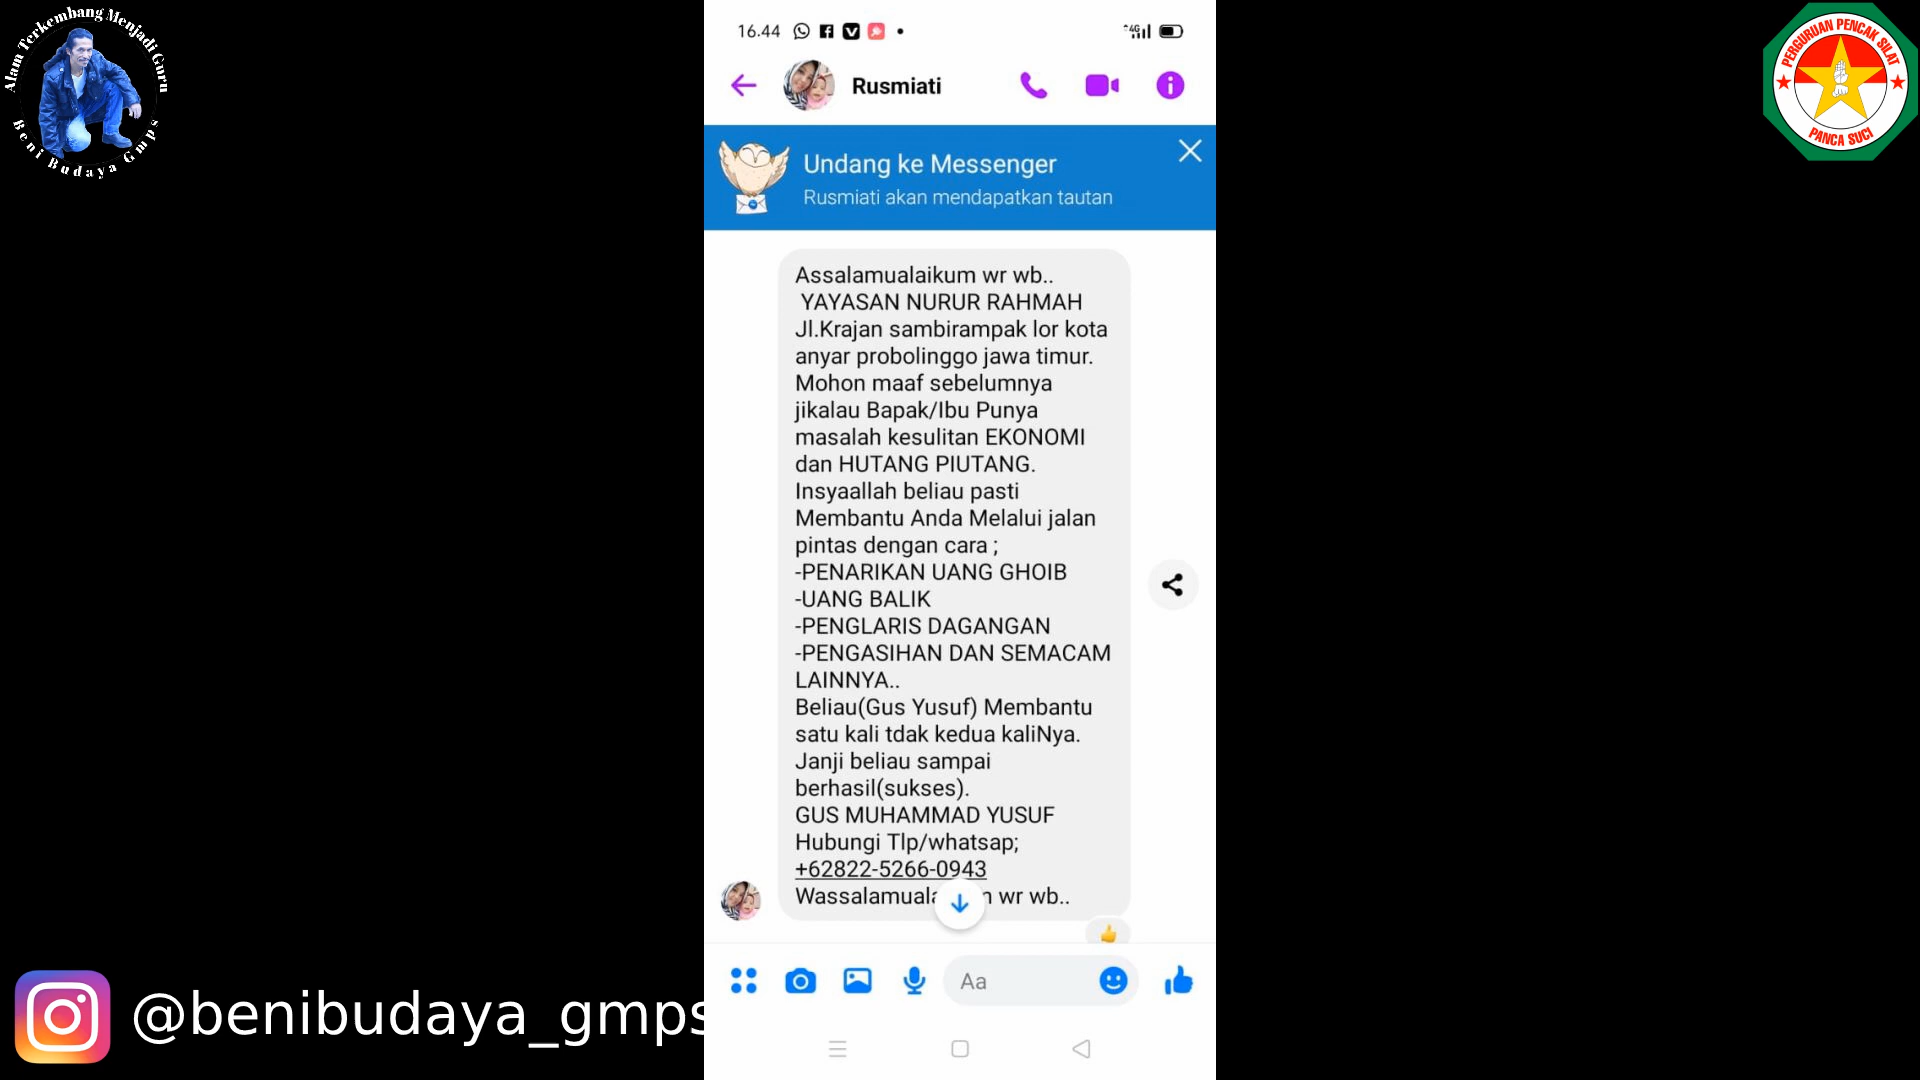 Alam Terkembang Menjadi Guru
Beni Budaya Gmps
PERGURUAN PENCAK SILAT
PANCA SUCI
16.44
4G
Rusmiati
Undang ke Messenger
Rusmiati akan mendapatkan tautan
Assalamualaikum wr wb..
YAYASAN NURUR RAHMAH
Jl.Krajan sambirampak lor kota
anyar probolinggo jawa timur.
Mohon maaf sebelumnya
jikalau Bapak/Ibu Punya
masalah kesulitan EKONOMI
dan HUTANG PIUTANG.
Insyaallah beliau pasti
Membantu Anda Melalui jalan
pintas dengan cara ;
-PENARIKAN UANG GHOIB
-UANG BALIK
-PENGLARIS DAGANGAN
-PENGASIHAN DAN SEMACAM
LAINNYA..
Beliau(Gus Yusuf) Membantu
satu kali tdak kedua kaliNya.
Janji beliau sampai
berhasil(sukses).
GUS MUHAMMAD YUSUF
Hubungi Tlp/whatsap;
+62822-5266-0943
wr wb..
Aa
@benibudaya_gmps